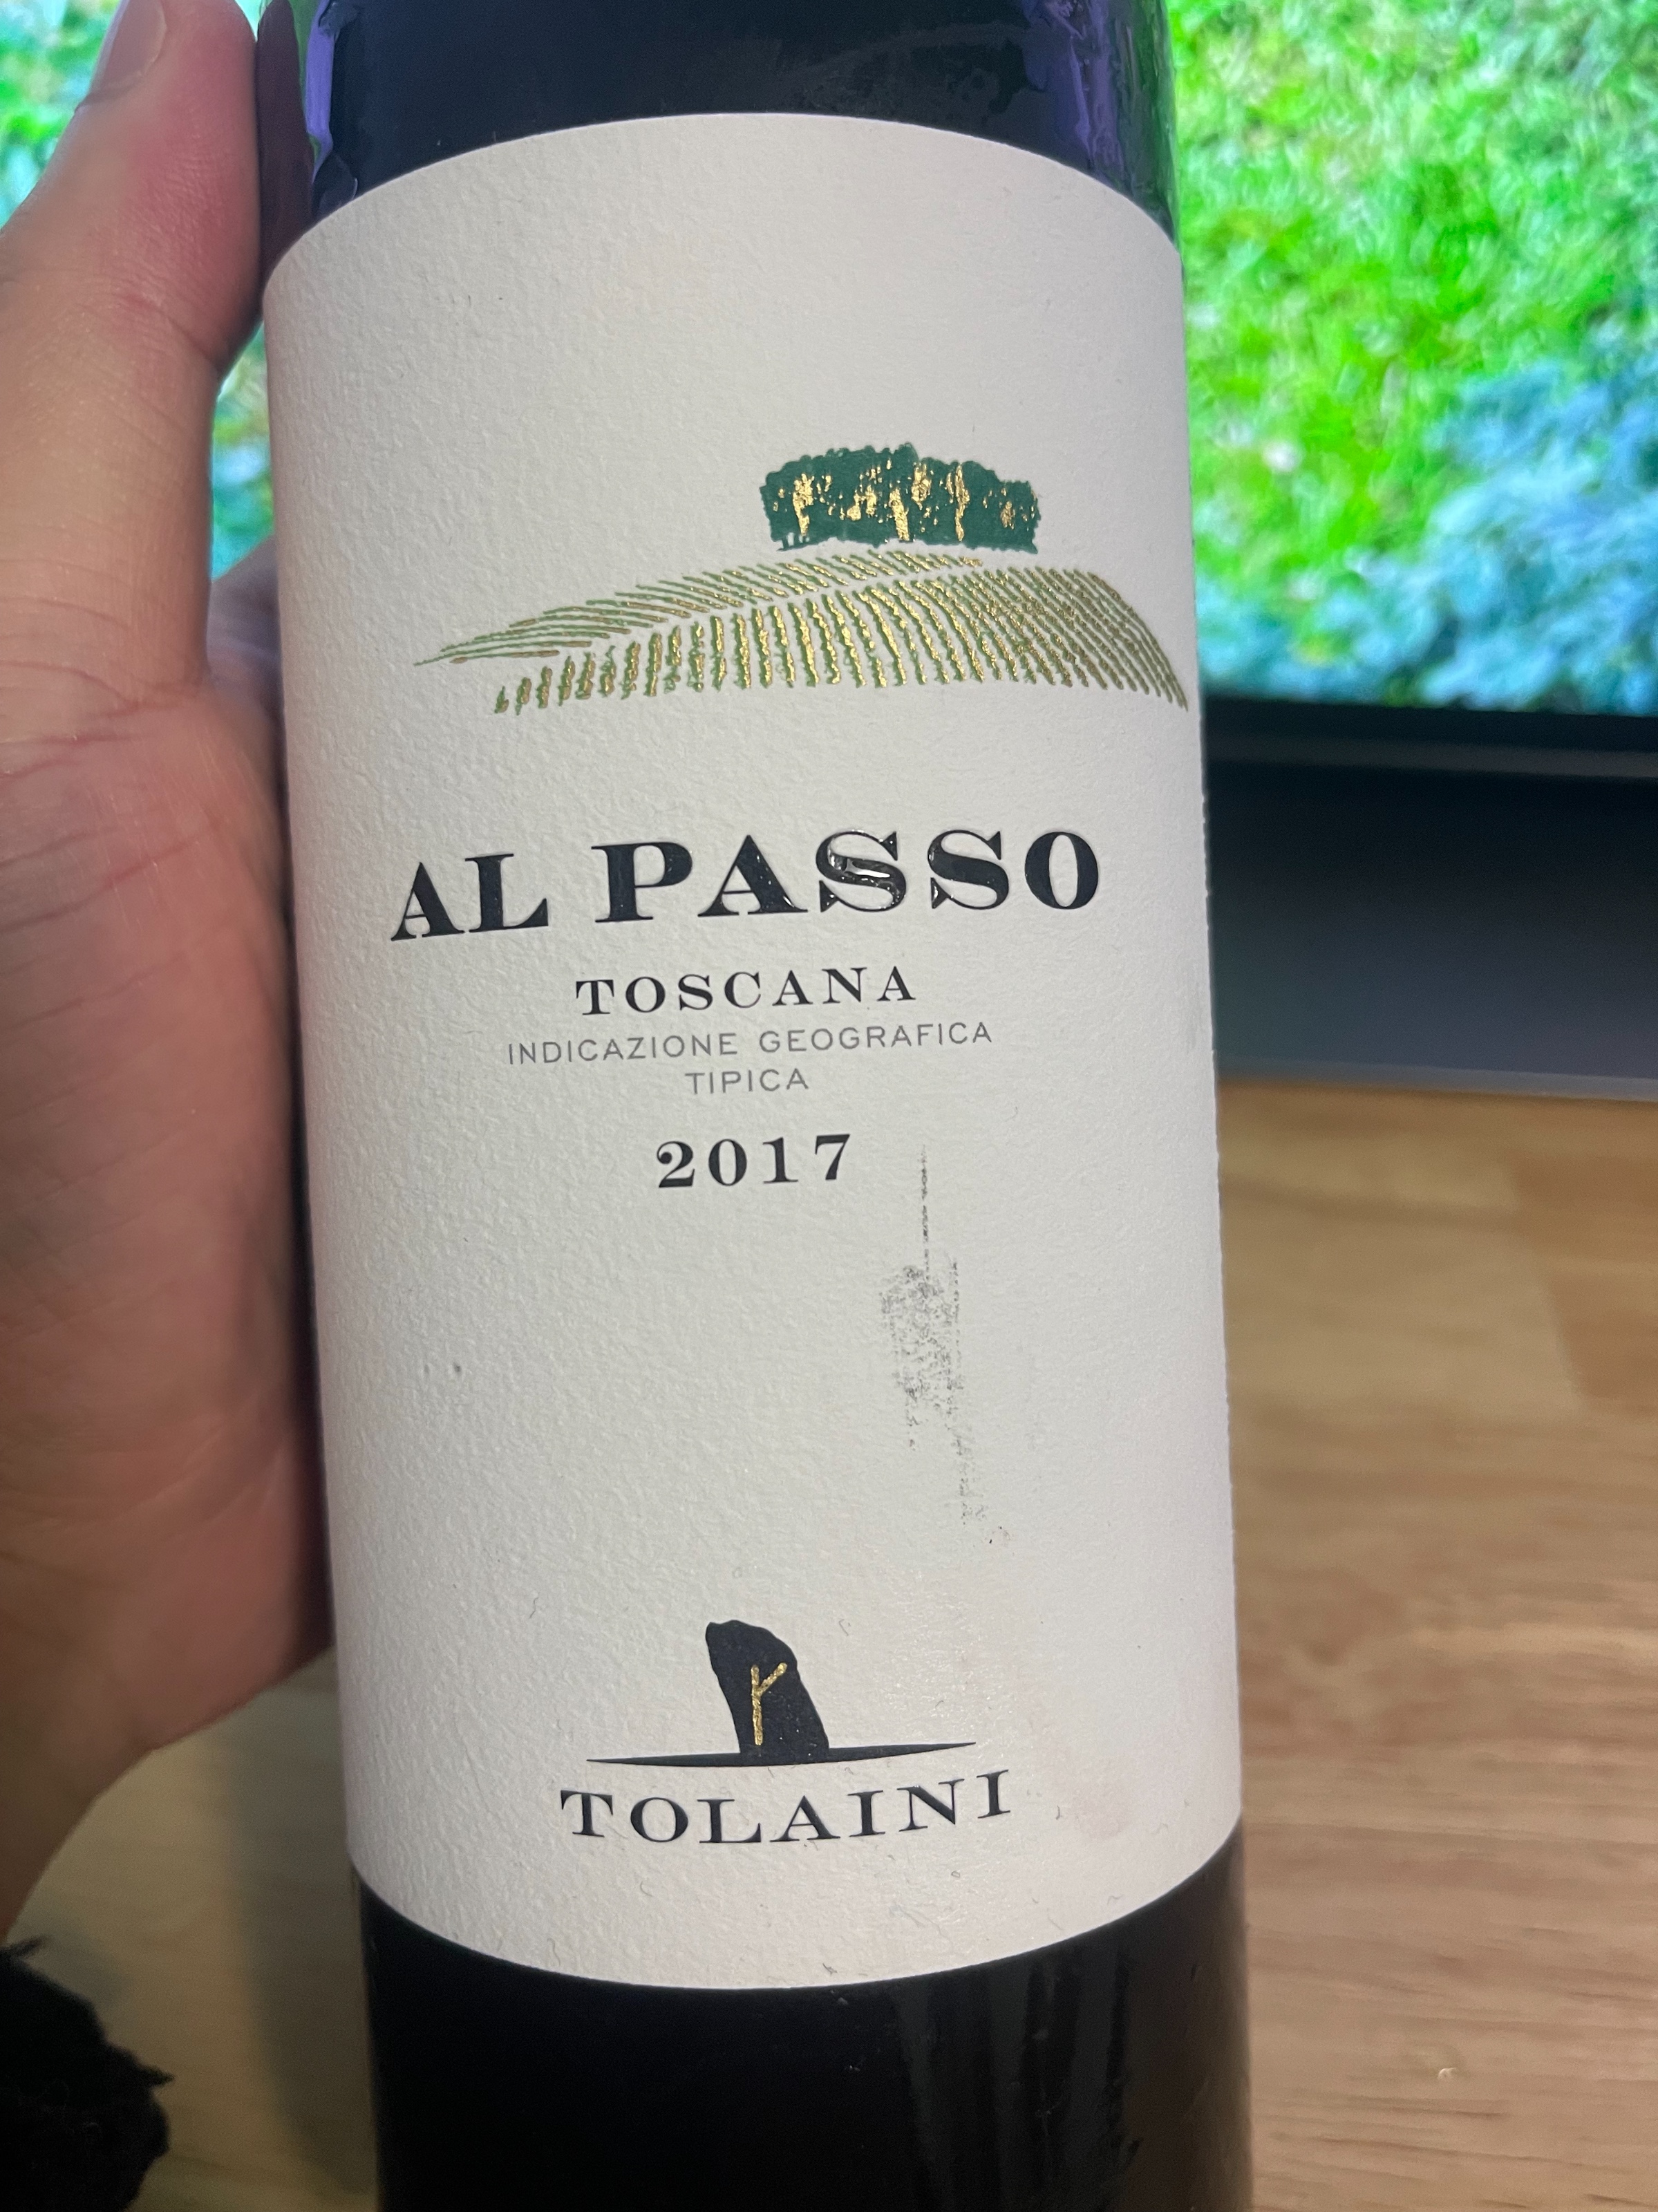 AL PASSO
TOSCANA
INDICAZIONE GEOGRAFICA
TIPICA
2017
TOLAINI